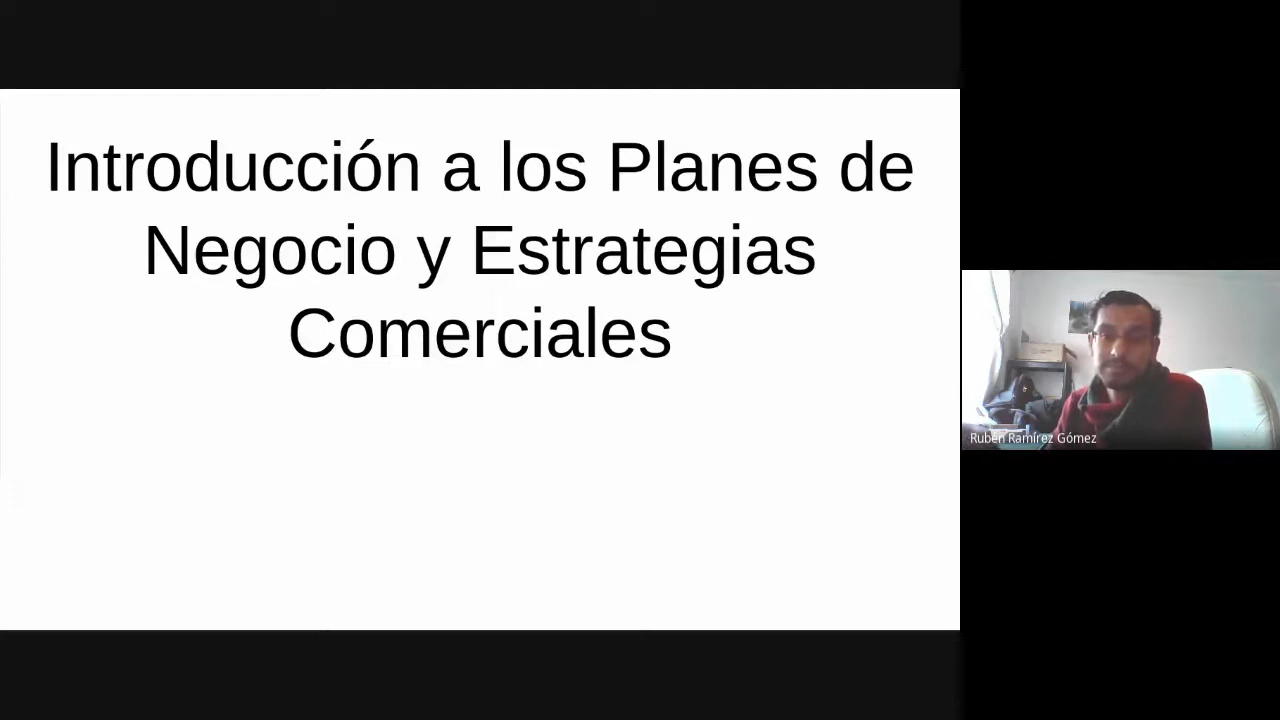 Introducción a los Planes de
Negocio y Estrategias
Comerciales
Rubén Ramírez Gómez